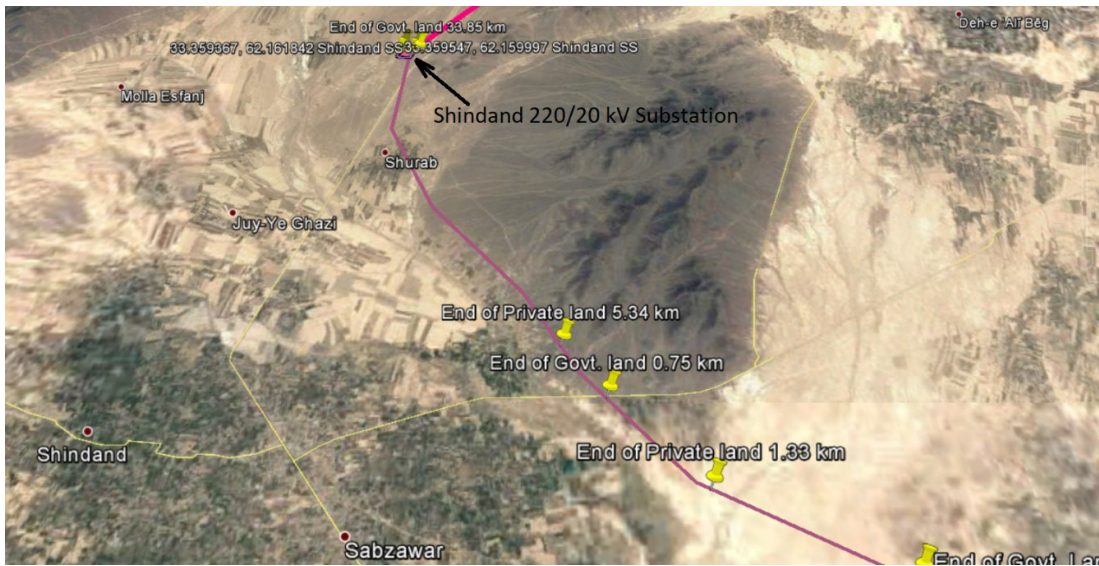 End of Govt. land 33.85 km
Deh-e Alī Bēg
33.359367, 62.161842 Shindand SS
33.359547, 62.159997 Shindand SS
Molla Esfanj
Shindand 220/20 kV Substation
Shurab
Juy-Ye Ghazi
End of Private land 5.34 km
End of Govt. land 0.75 km
End of Private land 1.33 km
Shindand
Sabzawar
End of Govt. Lan